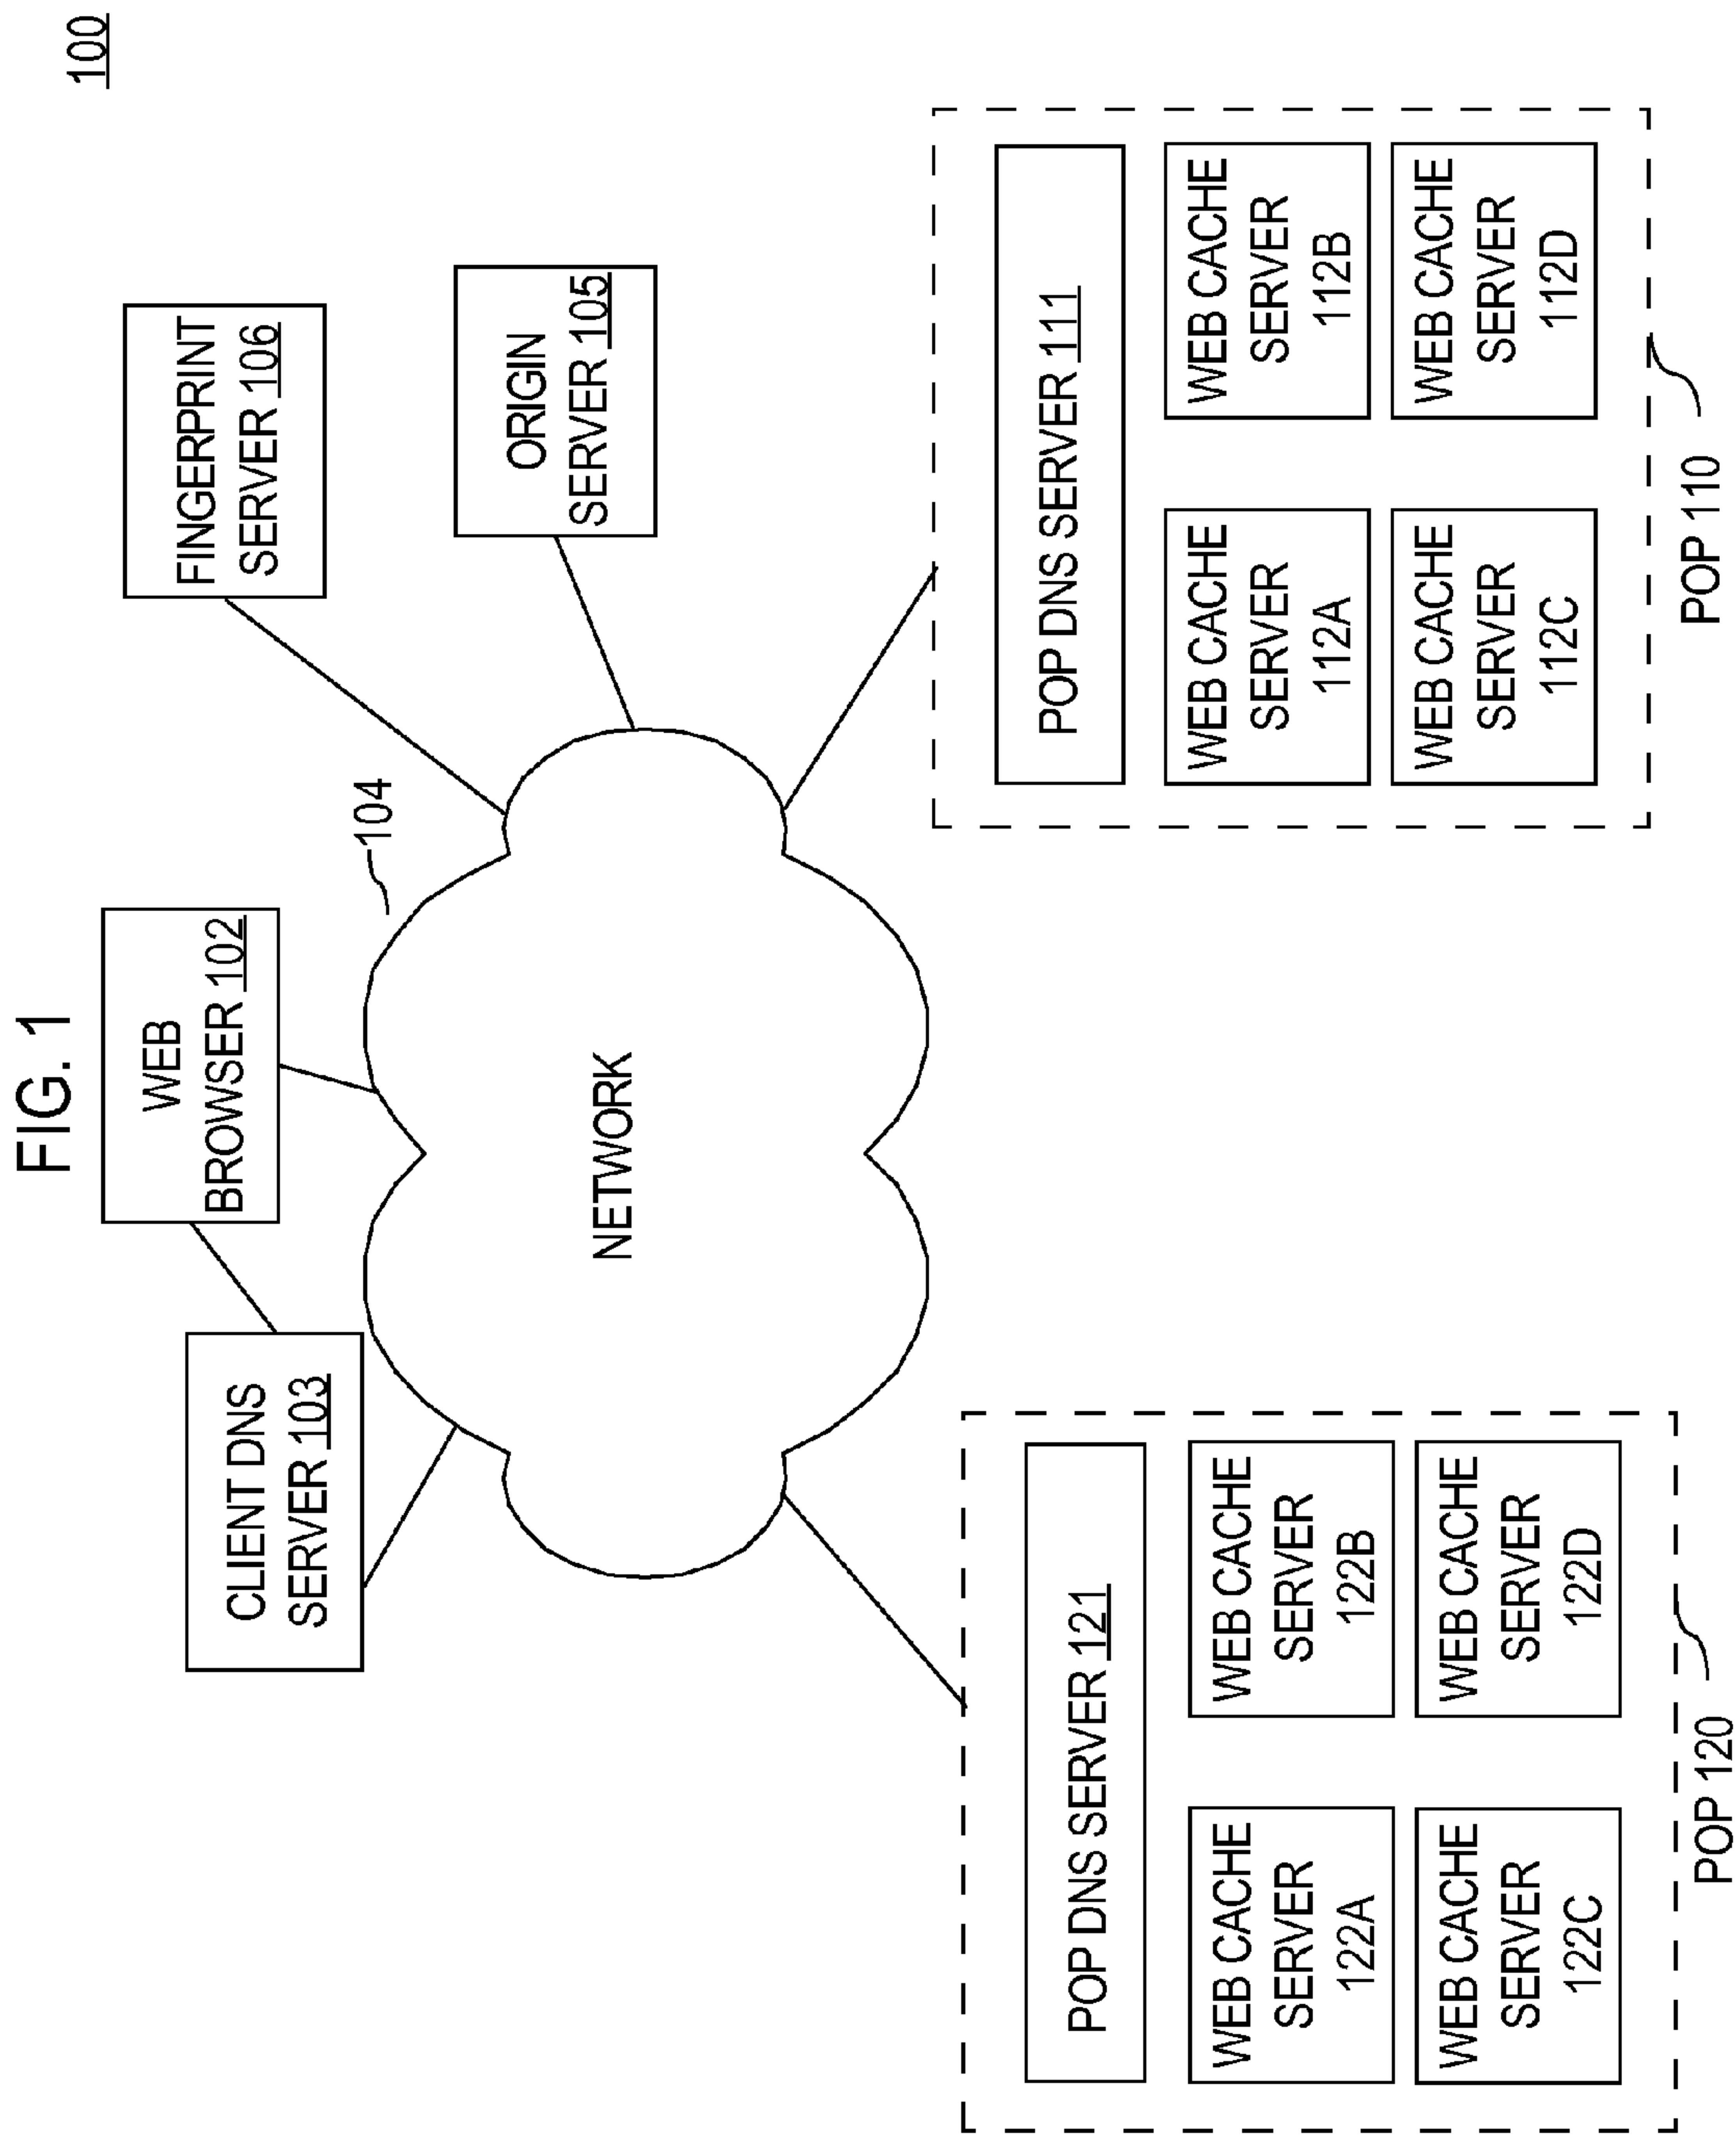 100
FIG. 1
CLIENT DNS
SERVER 103
WEB
BROWSER 102
104
FINGERPRINT
SERVER 106
ORIGIN
SERVER 105
NETWORK
POP DNS SERVER 121
WEB CACHE
SERVER
122A
WEB CACHE
SERVER
122B
WEB CACHE
SERVER
122C
WEB CACHE
SERVER
122D
POP 120
POP DNS SERVER 111
WEB CACHE
SERVER
112A
WEB CACHE
SERVER
112B
WEB CACHE
SERVER
112C
WEB CACHE
SERVER
112D
POP 110